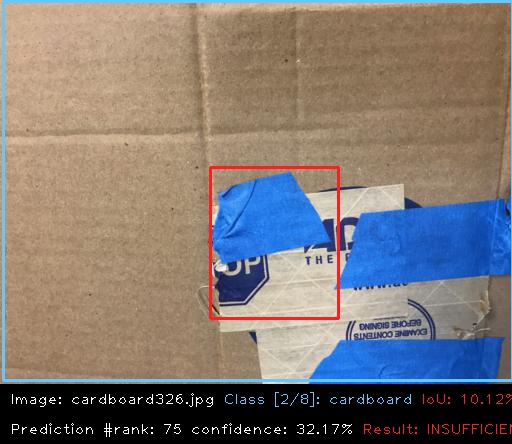 OP
THE
EXAMINE CONTENTS
BEFORE SIGNING
Image: cardboard326.jpg Class [2/8]: cardboard IoU: 10.12%
Prediction #rank: 75 confidence: 32.17% Result: INSUFFICIEN